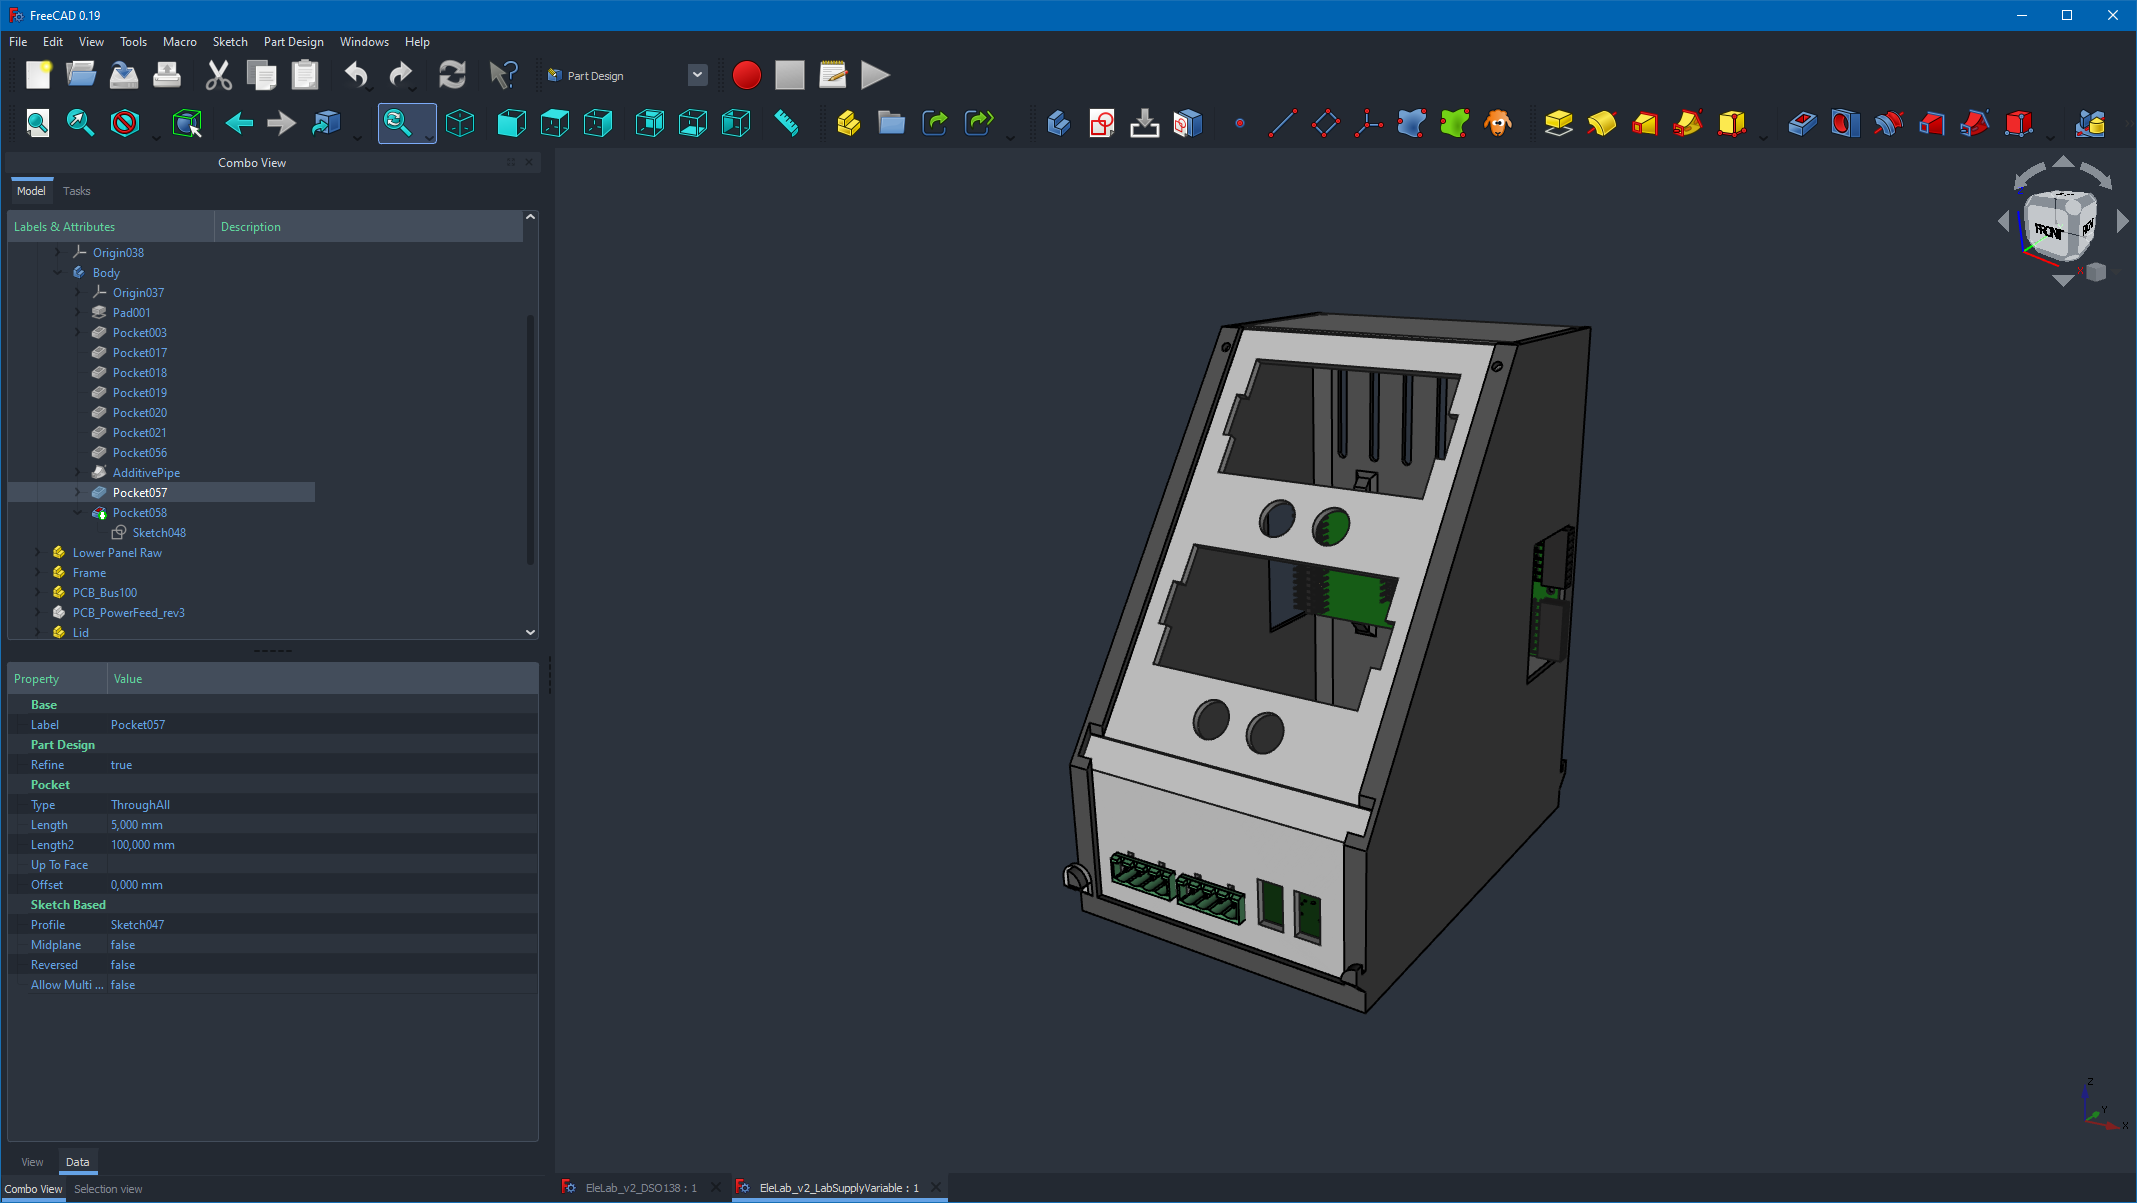 FreeCAD 0.19
File Edit View Tools Macro Sketch Part Design Windows Help
Part Design
Combo View
Model Tasks
Labels & Attributes Description
Origin038
Body
Origin037
Pad001
Pocket003
Pocket017
Pocket018
Pocket019
Pocket020
Pocket021
Pocket056
AdditivePipe
Pocket057
Pocket058
Sketch048
Lower Panel Raw
Frame
PCB_Bus100
PCB_PowerFeed_rev3
Lid
Property Value
Base
Label Pocket057
Part Design
Refine true
Pocket
Type ThroughAll
Length 5,000 mm
Length2 100,000 mm
Up To Face
Offset 0,000 mm
Sketch Based
Profile Sketch047
Midplane false
Reversed false
Allow Multi ... false
View Data
Combo View Selection view
EleLab_v2_DSO138 : 1
EleLab_v2_LabSupplyVariable : 1
FRONT
X
Z
Y
X